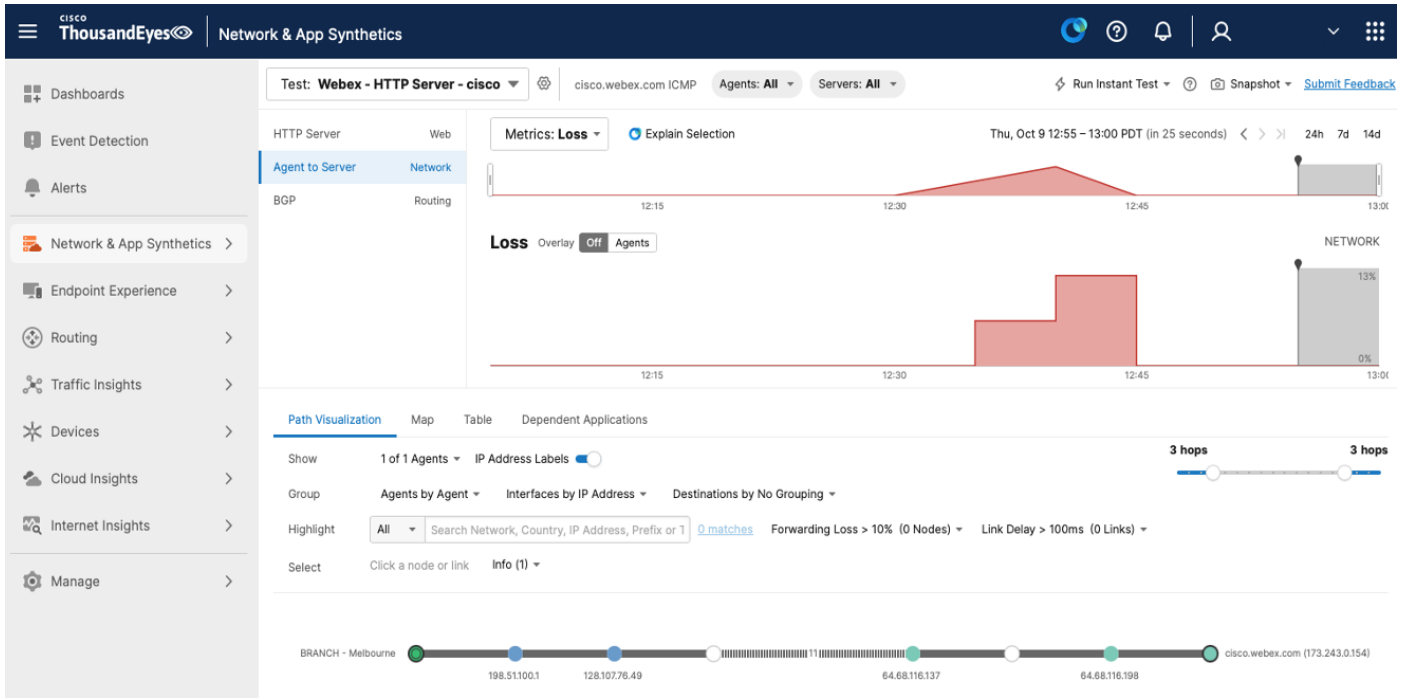 cisco
ThousandEyes
Network & App Synthetics
Dashboards
Event Detection
Alerts
Network & App Synthetics
Endpoint Experience
Routing
Traffic Insights
Devices
Cloud Insights
Internet Insights
Manage
Test: Webex - HTTP Server - cisco
cisco.webex.com ICMP
Agents: All
Servers: All
Run Instant Test
Snapshot
Submit Feedback
HTTP Server Web
Agent to Server Network
BGP Routing
Metrics: Loss
Explain Selection
Thu, Oct 9 12:55 – 13:00 PDT (in 25 seconds)
24h 7d 14d
12:15 12:30 12:45
Loss Overlay Off Agents
NETWORK
13%
0%
12:15 12:30 12:45
Path Visualization Map Table Dependent Applications
Show 1 of 1 Agents IP Address Labels
3 hops 3 hops
Group Agents by Agent Interfaces by IP Address Destinations by No Grouping
Highlight All Search Network, Country, IP Address, Prefix or 0 matches Forwarding Loss > 10% (0 Nodes) Link Delay > 100ms (0 Links)
Select Click a node or link Info (1)
BRANCH - Melbourne 11 cisco.webex.com (173.243.0.154)
198.51.100.1 128.107.76.49 64.68.116.137 64.68.116.198